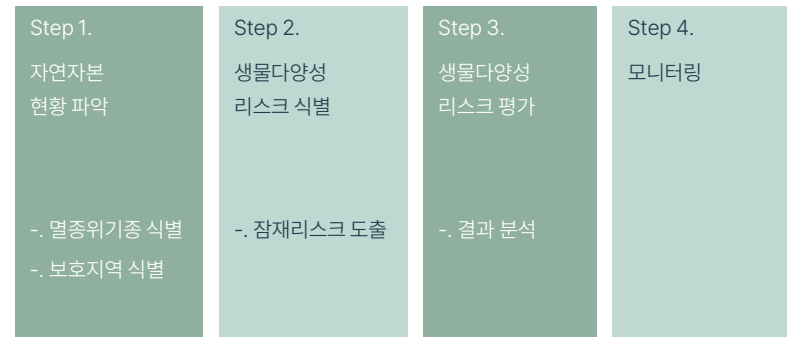 Step 1.
자연자본
현황 파악
-. 멸종위기종 식별
-. 보호지역 식별
Step 2.
생물다양성
리스크 식별
-. 잠재리스크 도출
Step 3.
생물다양성
리스크 평가
-. 결과 분석
Step 4.
모니터링